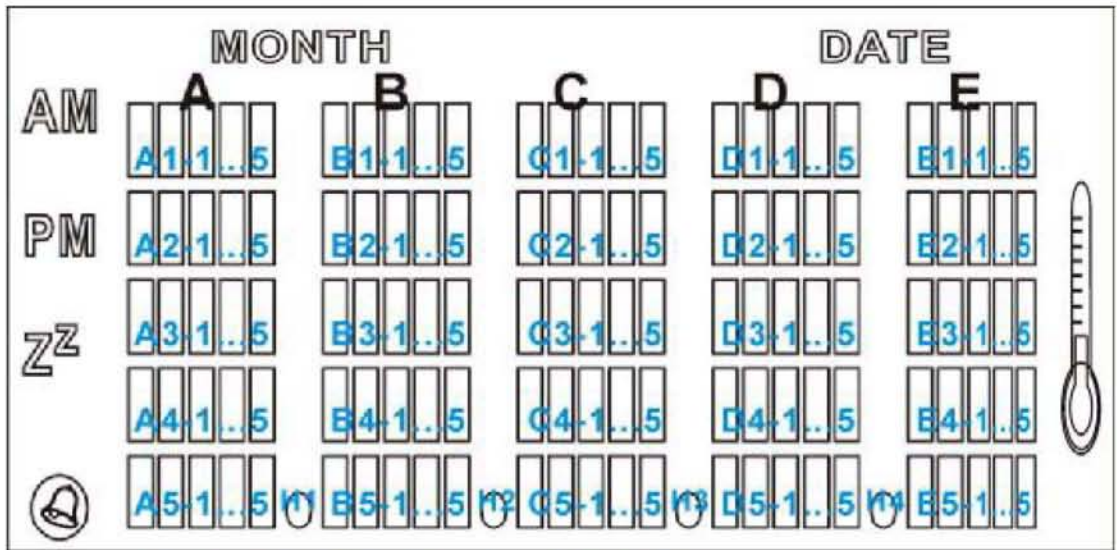 MONTH DATE
A B C D E
AM
A1-1...5 B1-1...5 C1-1...5 D1-1...5 E1-1...5
PM
A2-1...5 B2-1...5 C2-1...5 D2-1...5 E2-1...5
Zz
A3-1...5 B3-1...5 C3-1...5 D3-1...5 E3-1...5
A4-1...5 B4-1...5 C4-1...5 D4-1...5 E4-1...5
A5-1...5 h1 B5-1...5 h2 C5-1...5 h3 D5-1...5 h4 E5-1...5